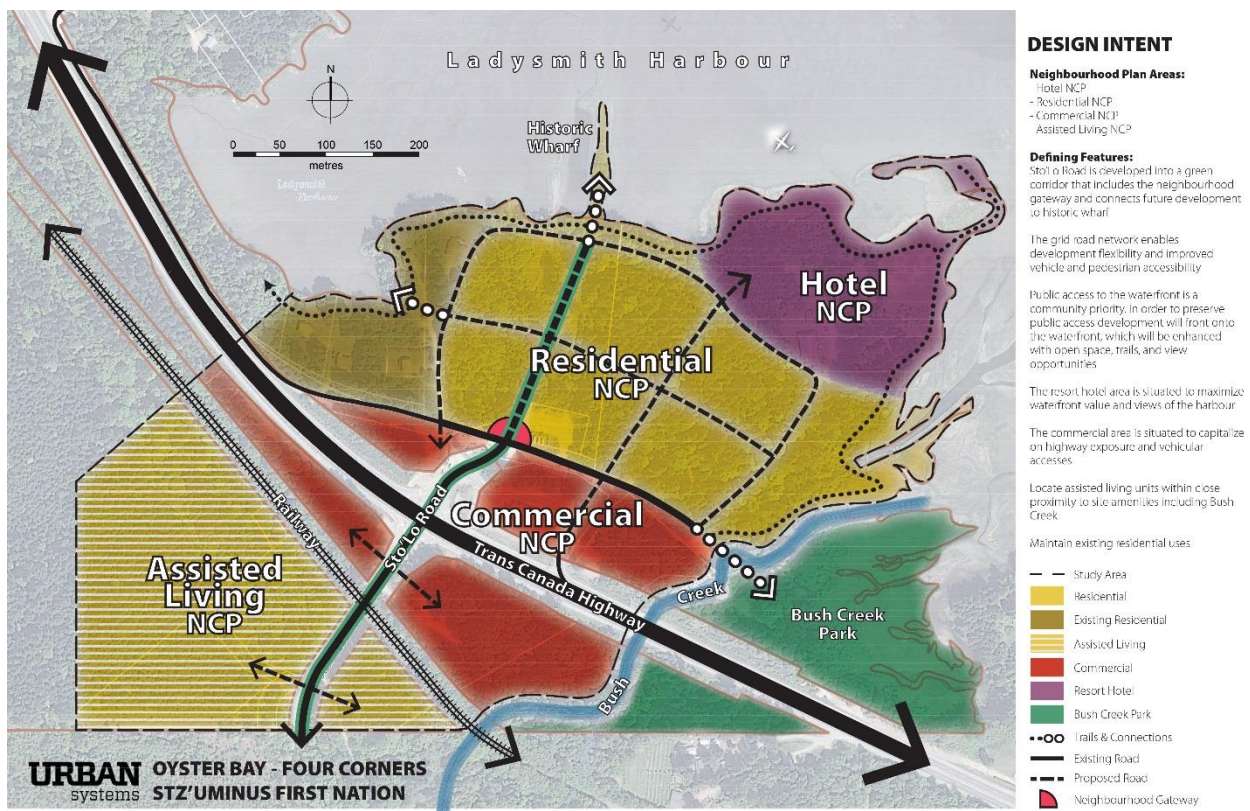 Ladysmith Harbour
N
0 50 100 150 200
metres
Historic
Wharf
Hotel
NCP
Residential
NCP
Commercial
NCP
Assisted
Living
NCP
Railway
Sto'Lo Road
Trans Canada Highway
Bush Creek
Bush Creek
Park
URBAN
systems
OYSTER BAY - FOUR CORNERS
STZ'UMINUS FIRST NATION
DESIGN INTENT
Neighbourhood Plan Areas:
Hotel NCP
- Residential NCP
- Commercial NCP
Assisted Living NCP
Defining Features:
Sto'Lo Road is developed into a green
corridor that includes the neighbourhood
gateway and connects future development
to historic wharf
The grid road network enables
development flexibility and improved
vehicle and pedestrian accessibility
Public access to the waterfront is a
community priority. In order to preserve
public access development will front onto
the waterfront, which will be enhanced
with open space, trails, and view
opportunities
The resort hotel area is situated to maximize
waterfront value and views of the harbour
The commercial area is situated to capitalize
on highway exposure and vehicular
accesses
Locate assisted living units within close
proximity to site amenities including Bush
Creek
Maintain existing residential uses
Study Area
Residential
Existing Residential
Assisted Living
Commercial
Resort Hotel
Bush Creek Park
Trails & Connections
Existing Road
Proposed Road
Neighbourhood Gateway